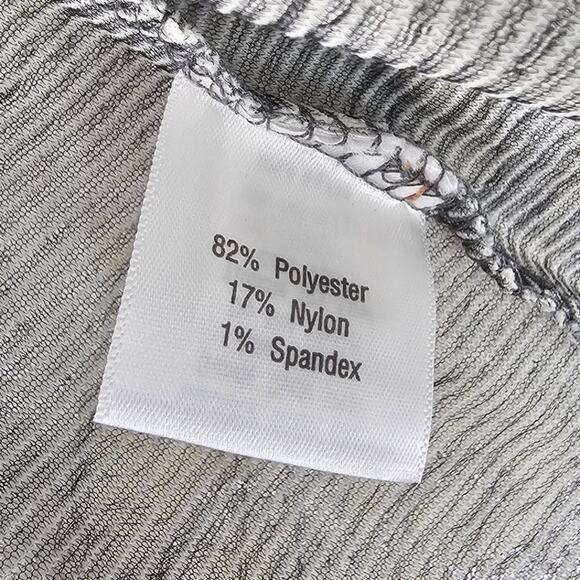 82% Polyester
17% Nylon
1% Spandex